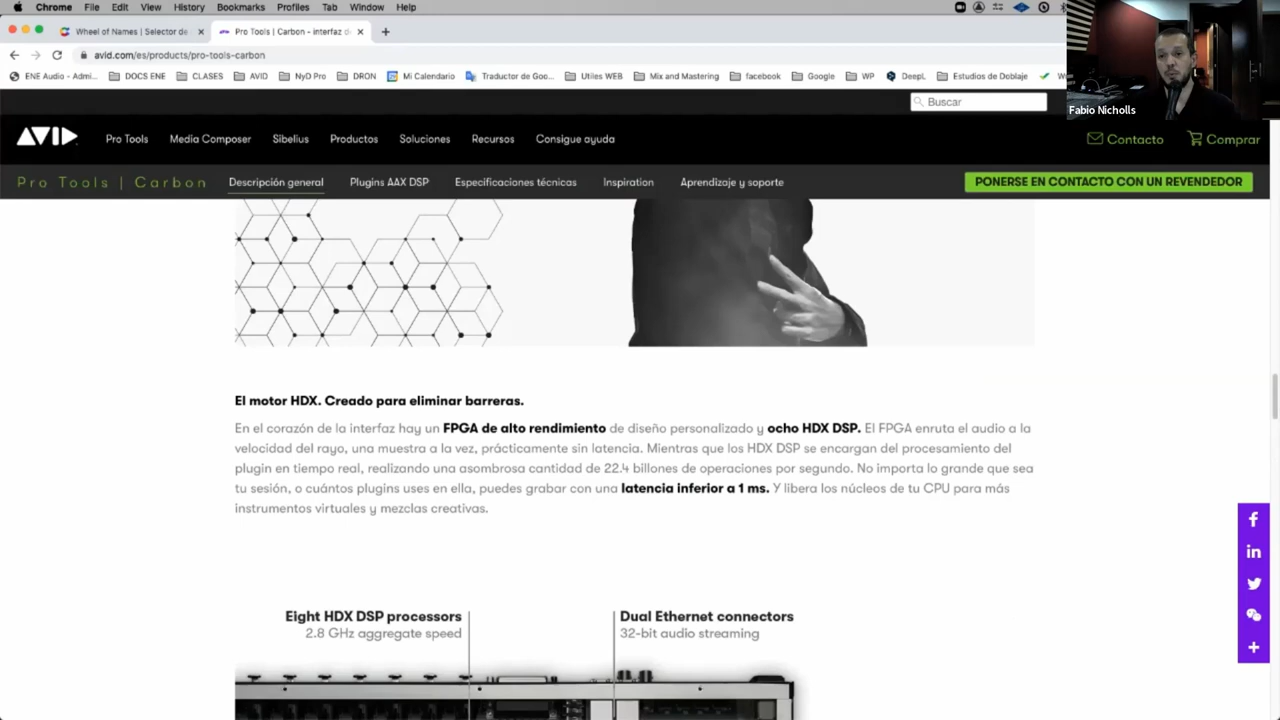 Chrome File Edit View History Bookmarks Profiles Tab Window Help
Wheel of Names | Selector de
Pro Tools | Carbon - interfaz d
avid.com/es/products/pro-tools-carbon
ENE Audio - Admi... DOCS ENE CLASES AVID NyD Pro DRON Mi Calendario Traductor de Goo... Utiles WEB Mix and Mastering facebook Google WP DeepL Estudios de Doblaje
Fabio Nicholls
Buscar
AVID Pro Tools Media Composer Sibelius Productos Soluciones Recursos Consigue ayuda Contacto Comprar
Pro Tools | Carbon Descripción general Plugins AAX DSP Especificaciones técnicas Inspiration Aprendizaje y soporte PONERSE EN CONTACTO CON UN REVENDEDOR
El motor HDX. Creado para eliminar barreras.
En el corazón de la interfaz hay un FPGA de alto rendimiento de diseño personalizado y ocho HDX DSP. El FPGA enruta el audio a la
velocidad del rayo, una muestra a la vez, prácticamente sin latencia. Mientras que los HDX DSP se encargan del procesamiento del
plugin en tiempo real, realizando una asombrosa cantidad de 22.4 billones de operaciones por segundo. No importa lo grande que sea
tu sesión, o cuántos plugins uses en ella, puedes grabar con una latencia inferior a 1 ms. Y libera los núcleos de tu CPU para más
instrumentos virtuales y mezclas creativas.
Eight HDX DSP processors
2.8 GHz aggregate speed
Dual Ethernet connectors
32-bit audio streaming